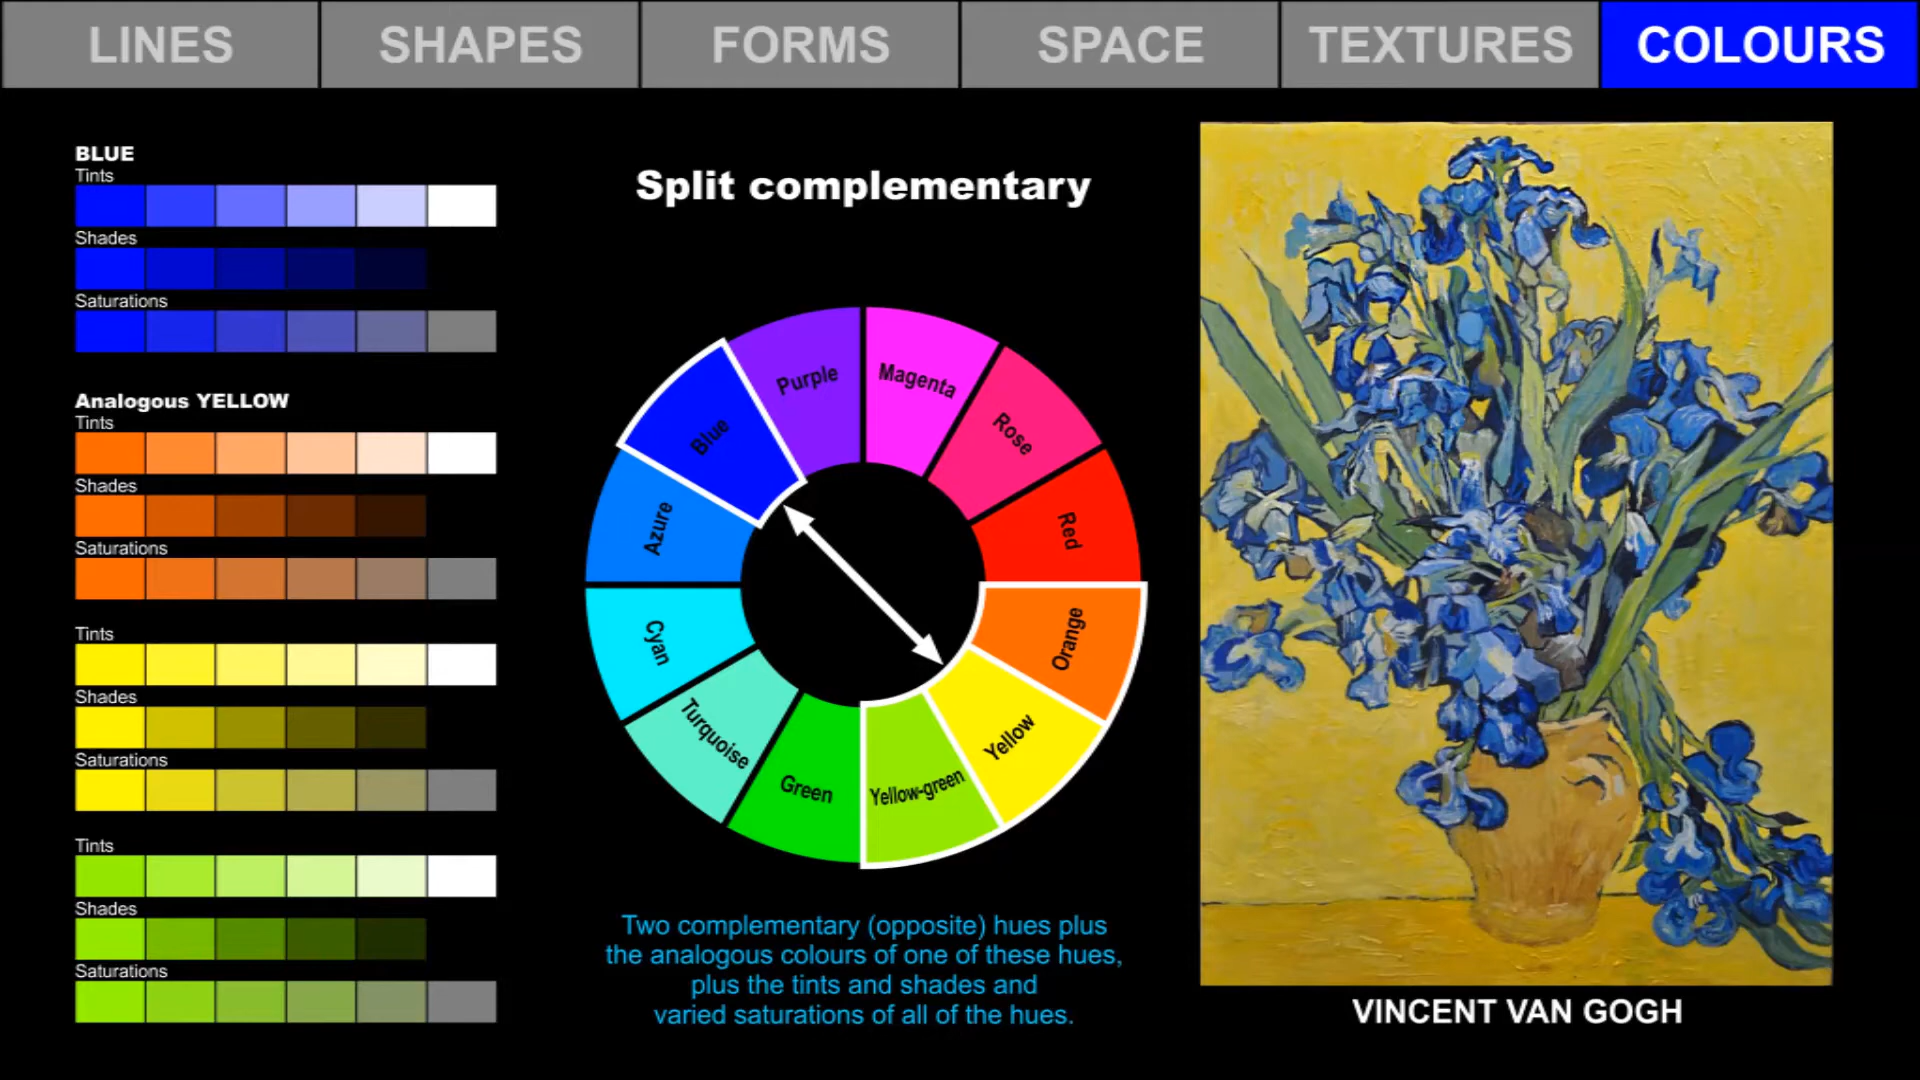 LINES SHAPES FORMS SPACE TEXTURES COLOURS
BLUE
Tints
Shades
Saturations
Analogous YELLOW
Tints
Shades
Saturations
Tints
Shades
Saturations
Tints
Shades
Saturations
Split complementary
Purple
Magenta
Rose
Red
Orange
Yellow
Yellow-green
Green
Turquoise
Cyan
Azure
Blue
Two complementary (opposite) hues plus
the analogous colours of one of these hues,
plus the tints and shades and
varied saturations of all of the hues.
VINCENT VAN GOGH